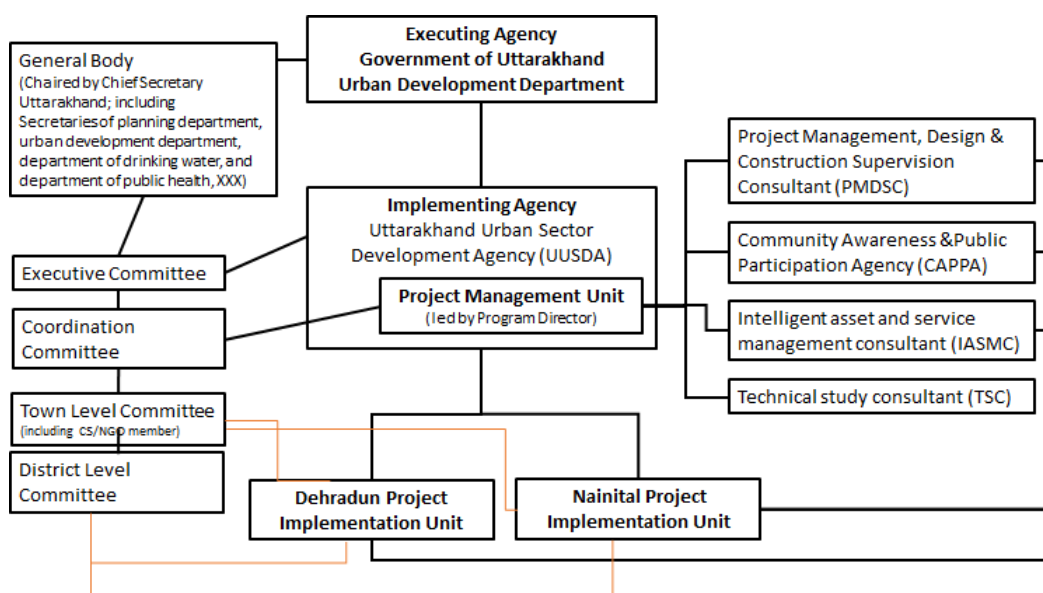 Executing Agency
Government of Uttarakhand
Urban Development Department
General Body
(Chaired by Chief Secretary
Uttarakhand; including
Secretaries of planning department,
urban development department,
department of drinking water, and
department of public health, XXX)
Project Management, Design &
Construction Supervision
Consultant (PMDSC)
Implementing Agency
Uttarakhand Urban Sector
Development Agency (UUSDA)
Community Awareness &Public
Participation Agency (CAPPA)
Executive Committee
Project Management Unit
(led by Program Director)
Intelligent asset and service
management consultant (IASMC)
Coordination
Committee
Technical study consultant (TSC)
Town Level Committee
(including CS/NGO member)
District Level
Committee
Dehradun Project
Implementation Unit
Nainital Project
Implementation Unit